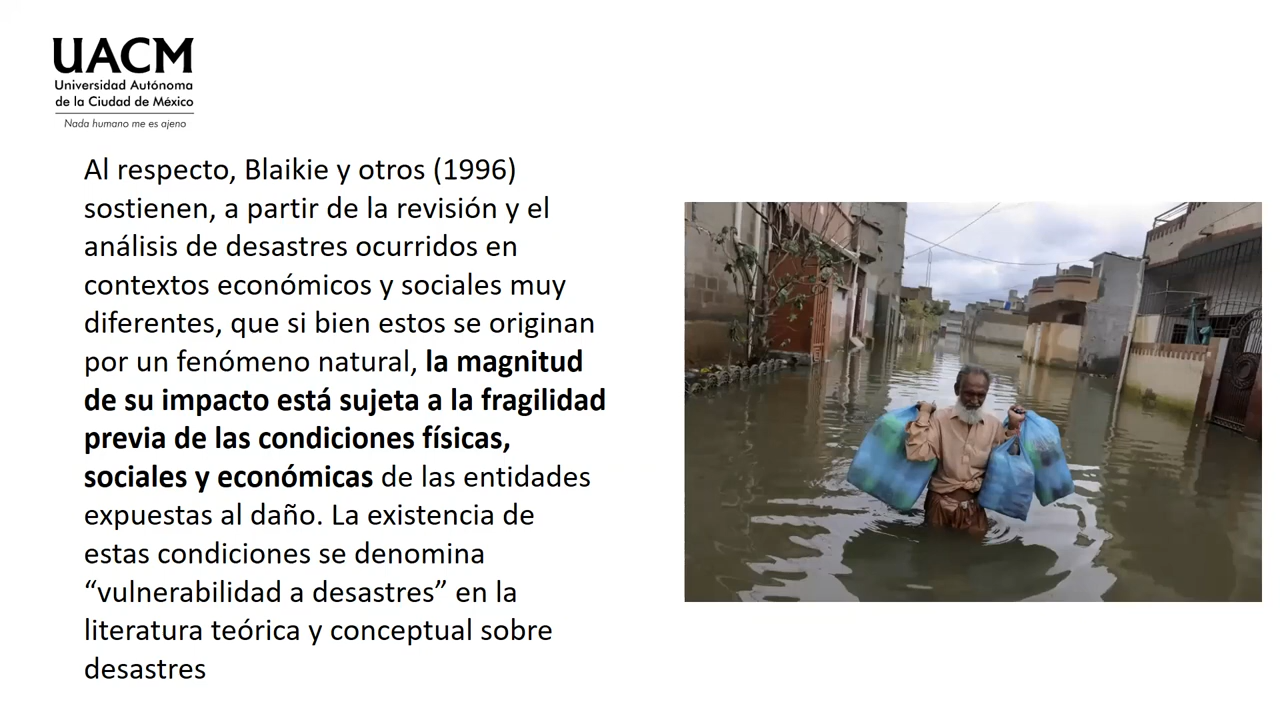 UACM
Universidad Autónoma
de la Ciudad de México
Nada humano me es ajeno
Al respecto, Blaikie y otros (1996)
sostienen, a partir de la revisión y el
análisis de desastres ocurridos en
contextos económicos y sociales muy
diferentes, que si bien estos se originan
por un fenómeno natural, la magnitud
de su impacto está sujeta a la fragilidad
previa de las condiciones físicas,
sociales y económicas de las entidades
expuestas al daño. La existencia de
estas condiciones se denomina
“vulnerabilidad a desastres” en la
literatura teórica y conceptual sobre
desastres